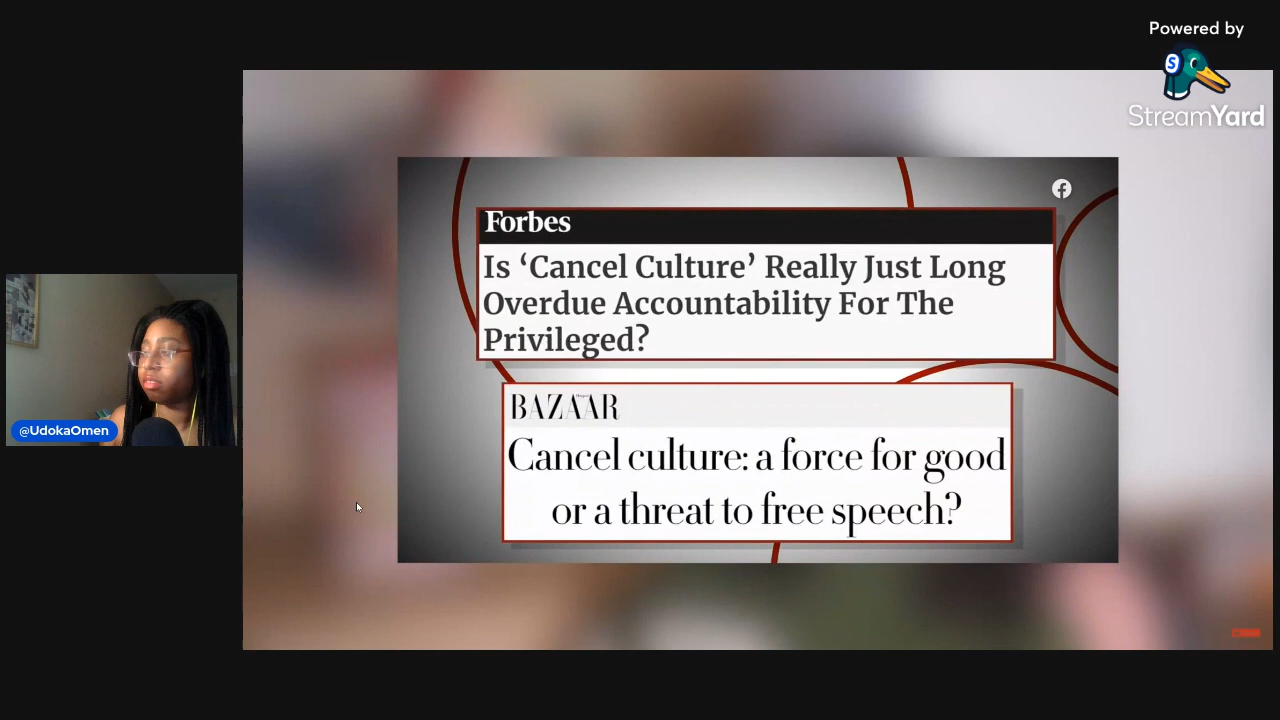 Powered by
StreamYard
Forbes
Is ‘Cancel Culture’ Really Just Long
Overdue Accountability For The
Privileged?
BAZAAR
Cancel culture: a force for good
or a threat to free speech?
@UdokaOmen